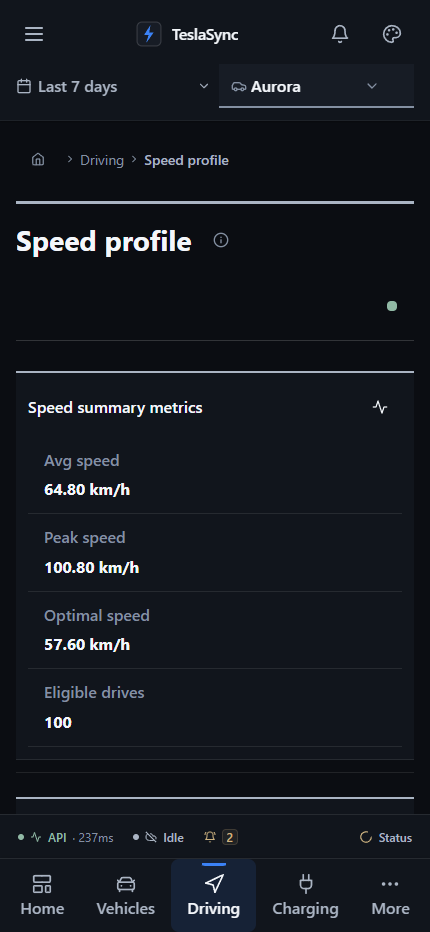 TeslaSync
Last 7 days
Aurora
Driving
Speed profile
Speed profile
Speed summary metrics
Avg speed
64.80 km/h
Peak speed
100.80 km/h
Optimal speed
57.60 km/h
Eligible drives
100
API · 237ms
Idle
2
Status
Home
Vehicles
Driving
Charging
More